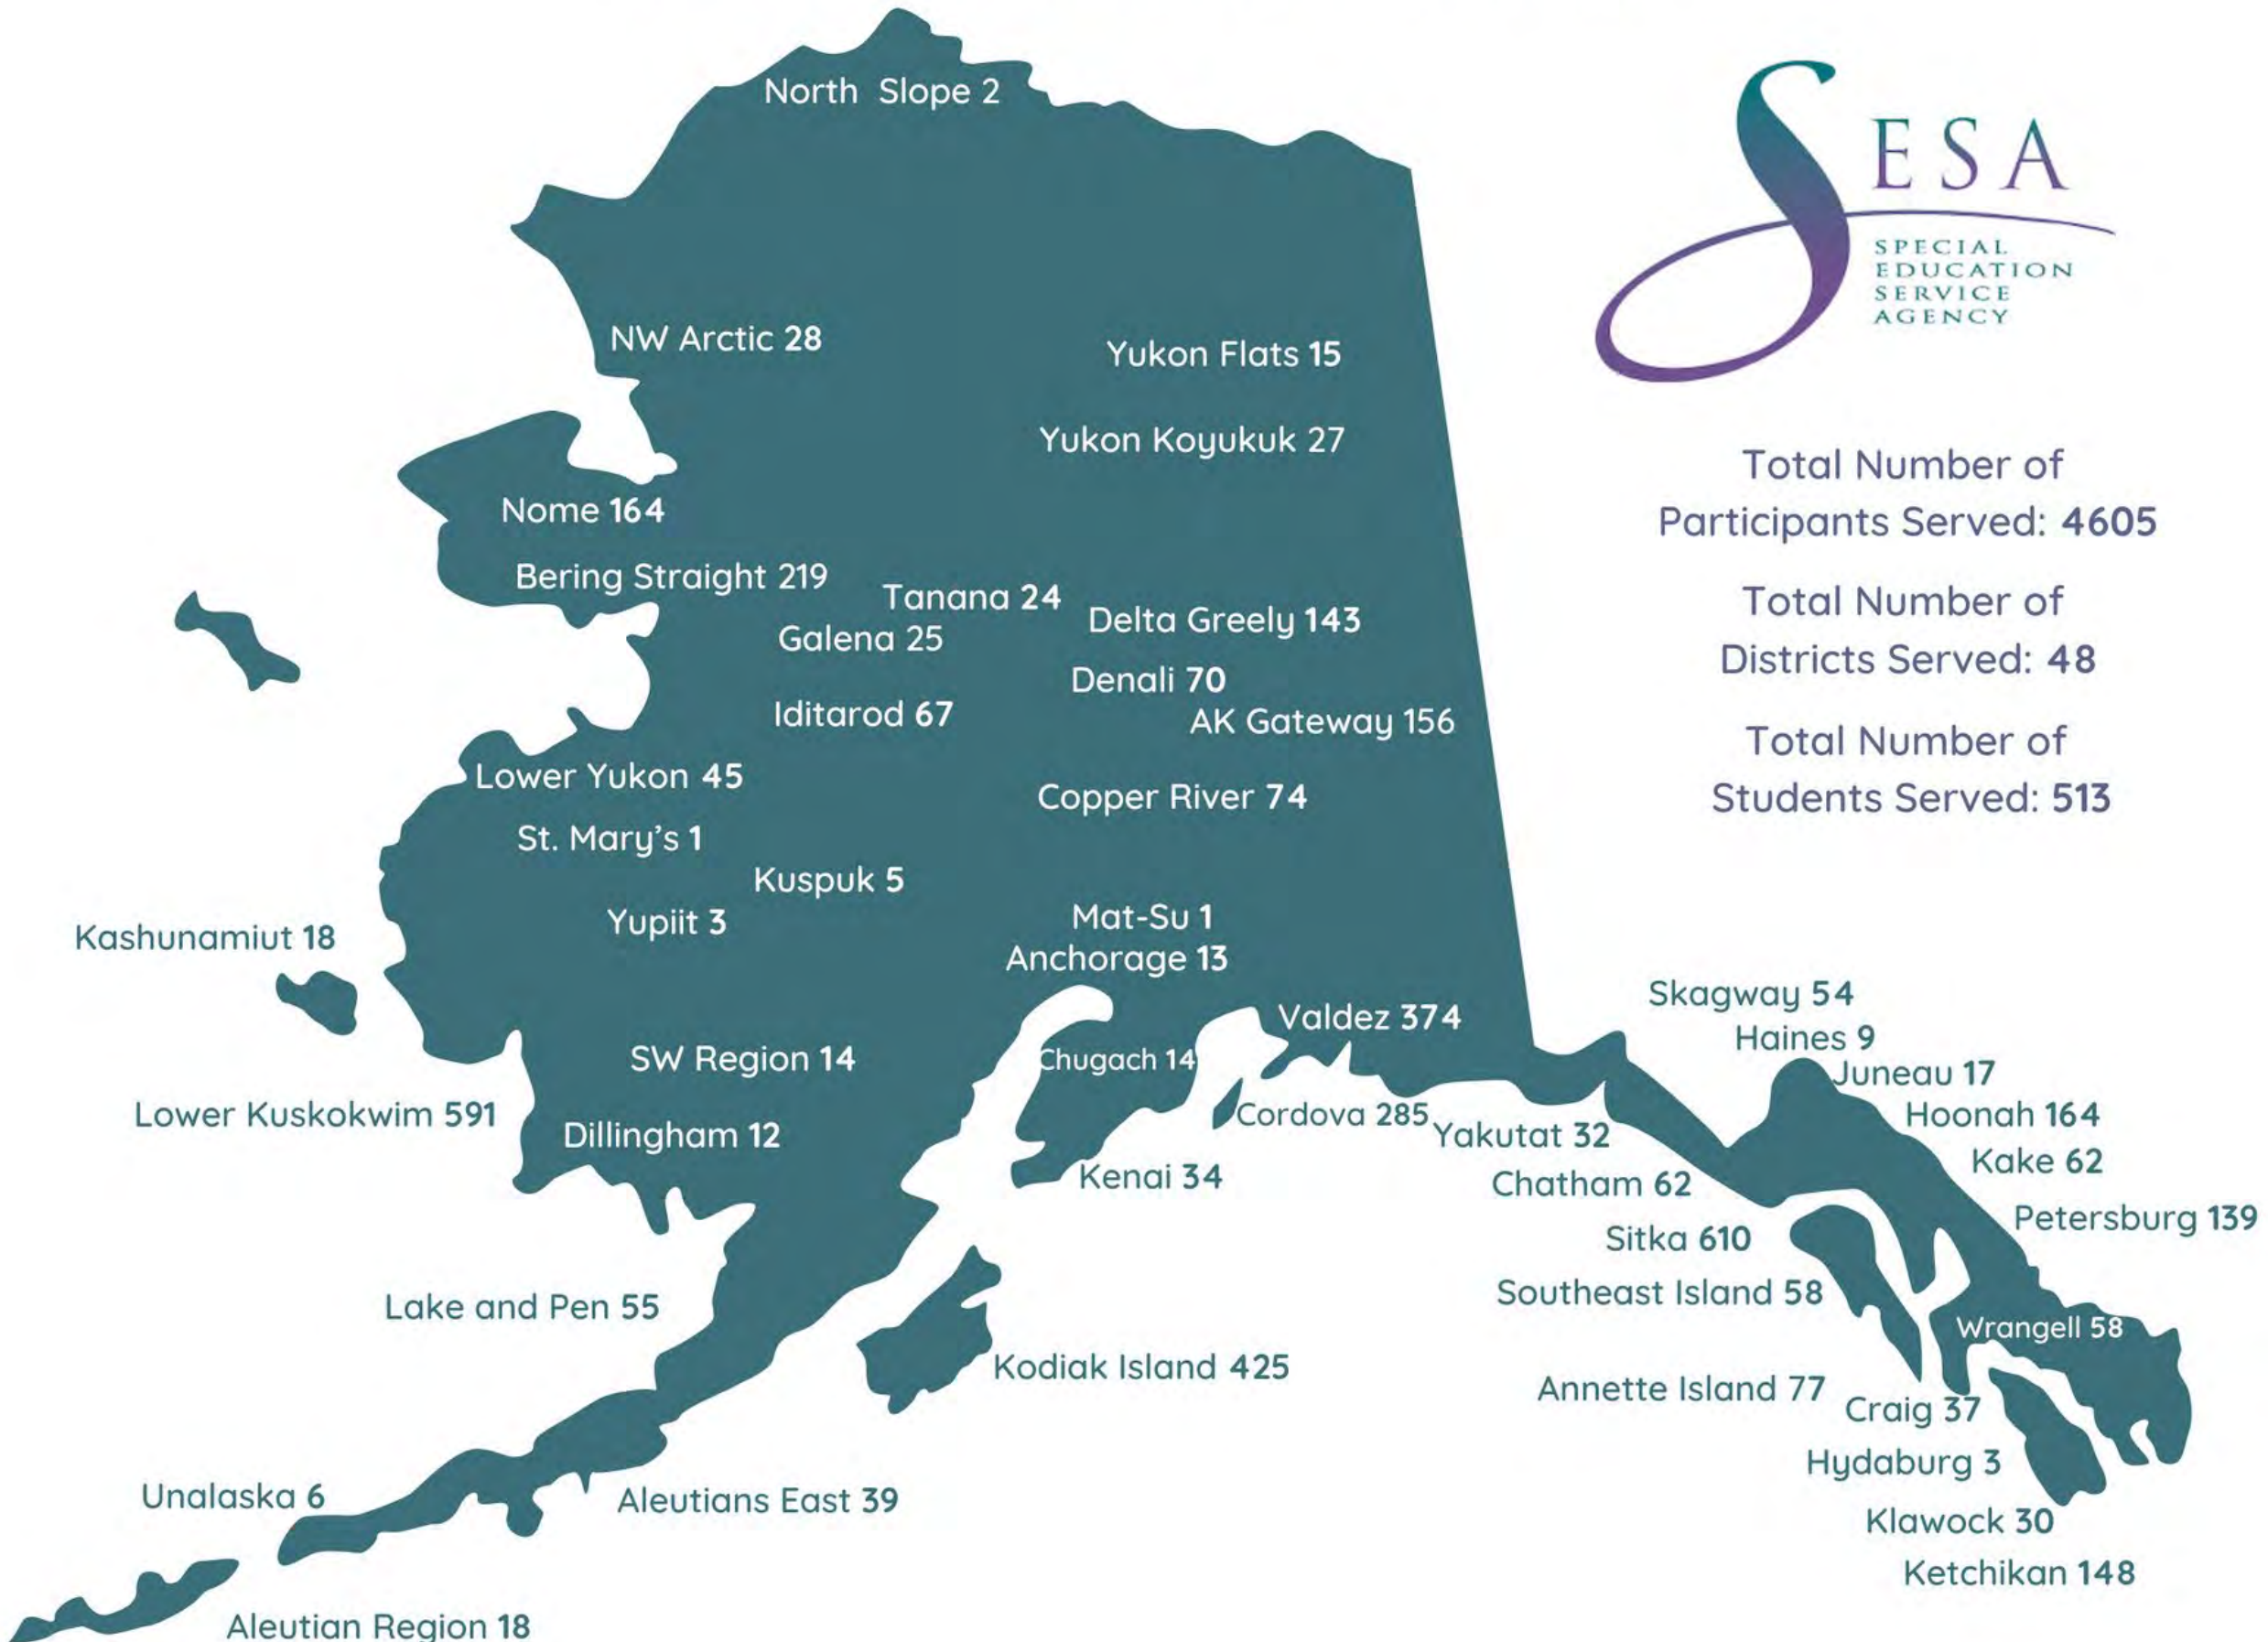 North Slope 2
NW Arctic 28
Yukon Flats 15
Yukon Koyukuk 27
Nome 164
Bering Straight 219
Tanana 24
Delta Greely 143
Galena 25
Denali 70
Iditarod 67
AK Gateway 156
Lower Yukon 45
Copper River 74
St. Mary's 1
Kuspuk 5
Yupiit 3
Mat-Su 1
Anchorage 13
Kashunamiut 18
Valdez 374
SW Region 14
Chugach 14
Lower Kuskokwim 591
Dillingham 12
Cordova 285
Yakutat 32
Kenai 34
Chatham 62
Sitka 610
Southeast Island 58
Lake and Pen 55
Kodiak Island 425
Annette Island 77
Craig 37
Hydaburg 3
Klawock 30
Ketchikan 148
Unalaska 6
Aleutians East 39
Aleutian Region 18
Skagway 54
Haines 9
Juneau 17
Hoonah 164
Kake 62
Petersburg 139
Wrangell 58
SESA
SPECIAL
EDUCATION
SERVICE
AGENCY
Total Number of
Participants Served: 4605
Total Number of
Districts Served: 48
Total Number of
Students Served: 513